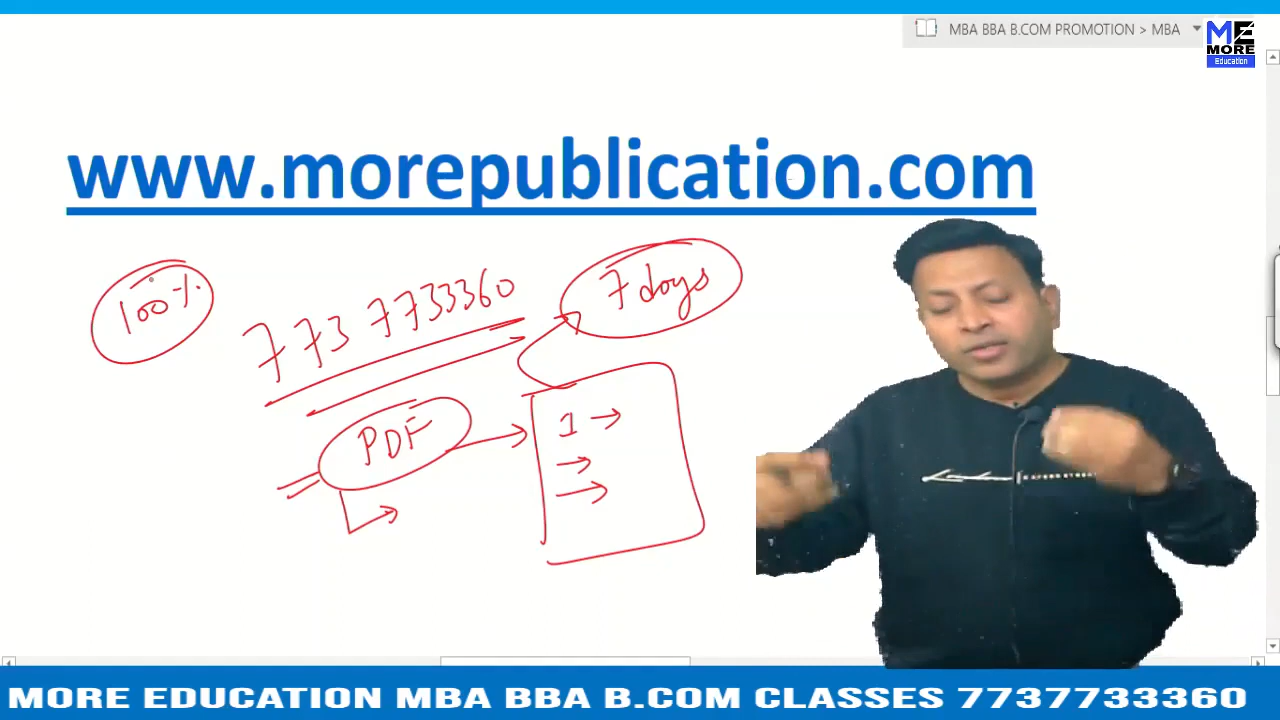 MBA BBA B.COM PROMOTION > MBA
ME
MORE
Education
www.morepublication.com
100%
773 7733360
7 days
PDF
1
MORE EDUCATION MBA BBA B.COM CLASSES 7737733360